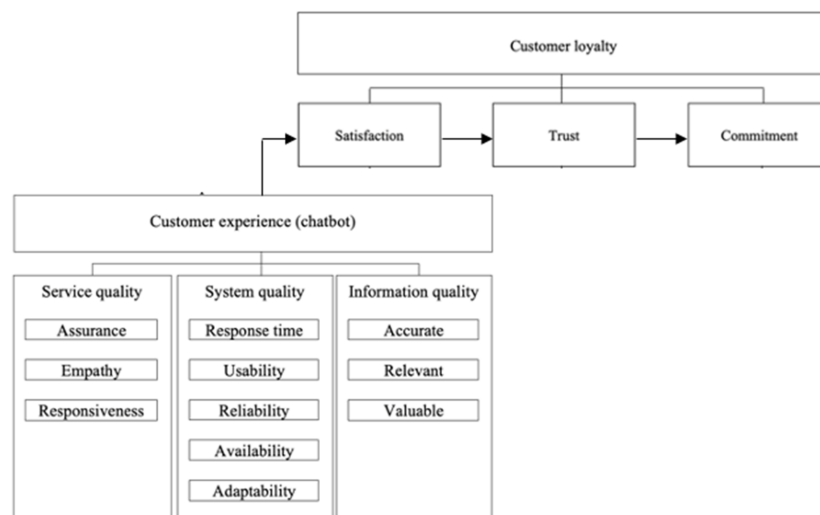 Customer loyalty
Satisfaction
Trust
Commitment
Customer experience (chatbot)
Service quality
Assurance
Empathy
Responsiveness
System quality
Response time
Usability
Reliability
Availability
Adaptability
Information quality
Accurate
Relevant
Valuable